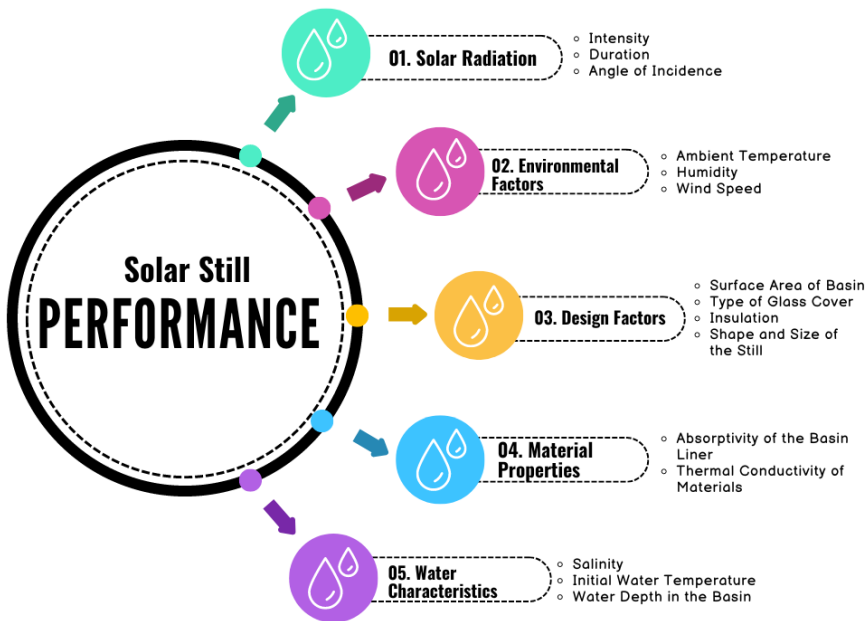 Solar Still
PERFORMANCE
01. Solar Radiation
Intensity
Duration
Angle of Incidence
02. Environmental
Factors
Ambient Temperature
Humidity
Wind Speed
03. Design Factors
Surface Area of Basin
Type of Glass Cover
Insulation
Shape and Size of
the Still
04. Material
Properties
Absorptivity of the Basin
Liner
Thermal Conductivity of
Materials
05. Water
Characteristics
Salinity
Initial Water Temperature
Water Depth in the Basin